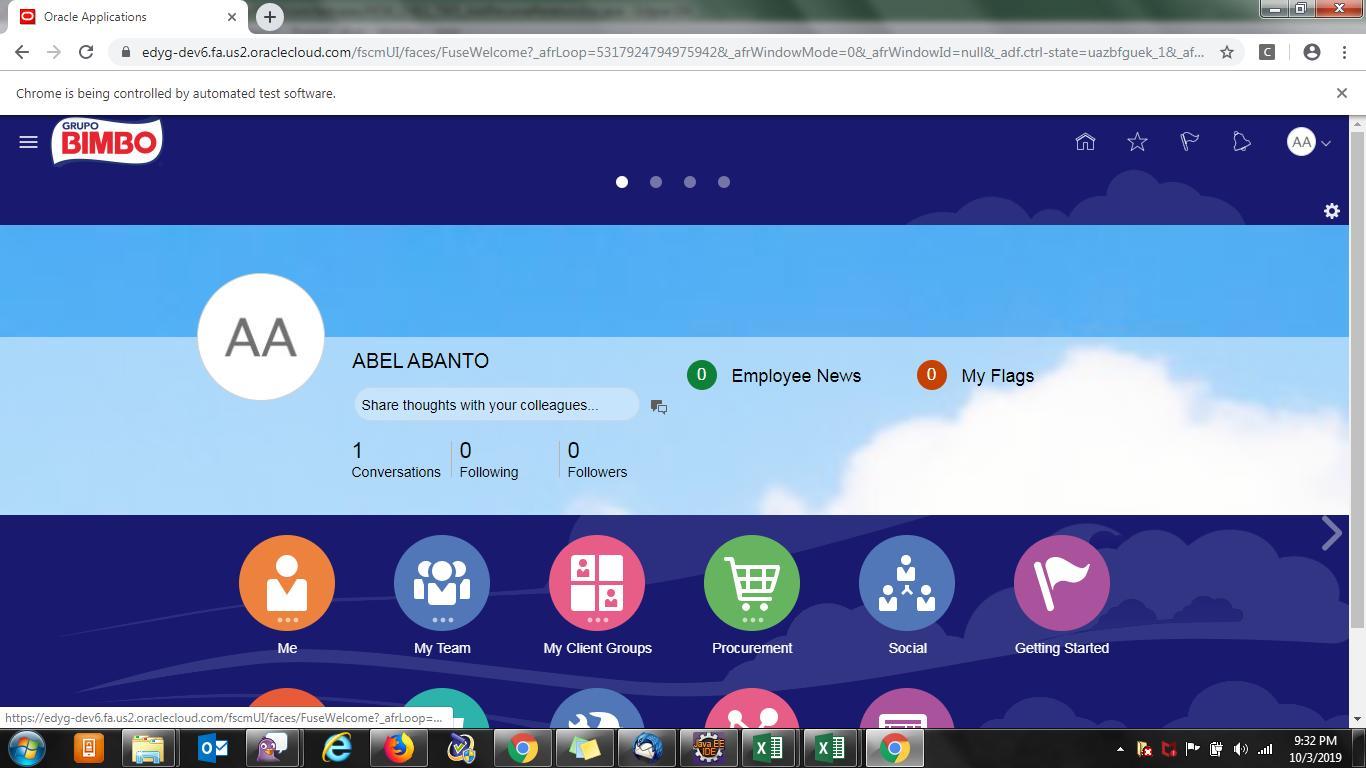 Oracle Applications
edyg-dev6.fa.us2.oraclecloud.com/fscmUI/faces/FuseWelcome?_afrLoop=5317924794975942&_afrWindowMode=0&_afrWindowId=null&_adf.ctrl-state=uazbfguek_1&_af...
C
Chrome is being controlled by automated test software.
GRUPO
BIMBO
AA
AA
ABEL ABANTO
0 Employee News
0 My Flags
Share thoughts with your colleagues...
1 0 0
Conversations Following Followers
Me My Team My Client Groups Procurement Social Getting Started
https://edyg-dev6.fa.us2.oraclecloud.com/fscmUI/faces/FuseWelcome?_afrLoop=...
Java EE
IDE
9:32 PM
10/3/2019